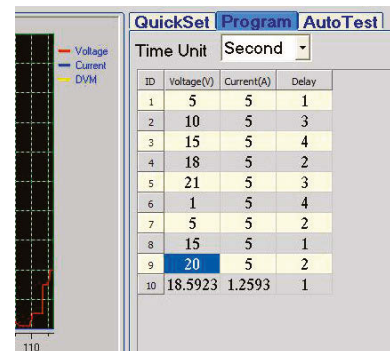 Voltage
Current
DVM
110
QuickSet Program AutoTest
Time Unit Second
ID Voltage(V) Current(A) Delay
1 5 5 1
2 10 5 3
3 15 5 4
4 18 5 2
5 21 5 3
6 1 5 4
7 5 5 2
8 15 5 1
9 20 5 2
10 18.5923 1.2593 1